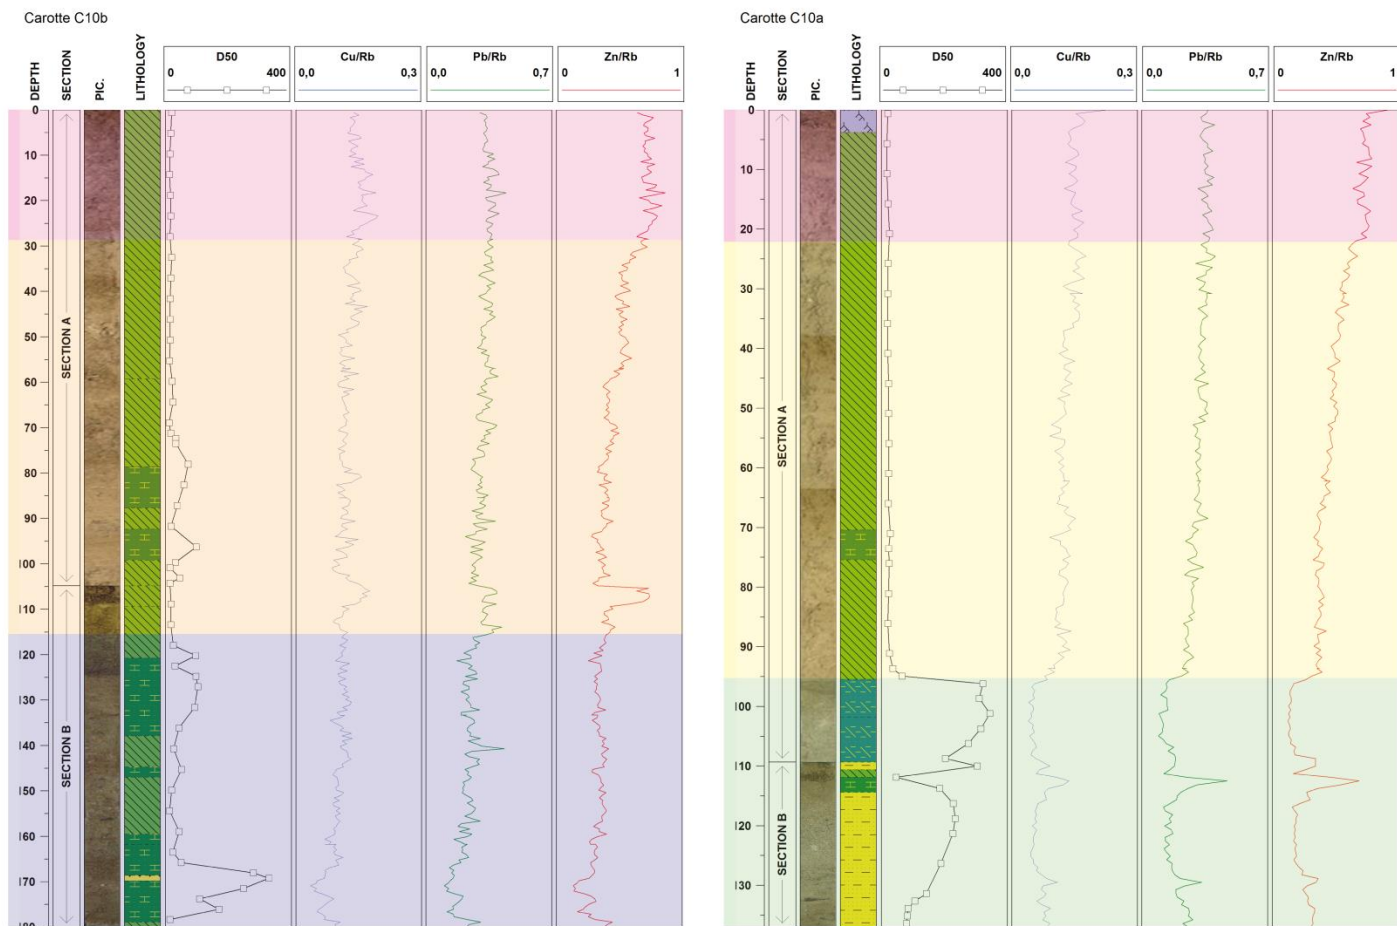 Carotte C10b
DEPTH
SECTION
PIC.
LITHOLOGY
D50
0 400
Cu/Rb
0,0 0,3
Pb/Rb
0,0 0,7
Zn/Rb
0 1
0
10
20
30
40
50
60
70
80
90
100
110
120
130
140
150
160
170
SECTION A
SECTION B
Carotte C10a
DEPTH
SECTION
PIC.
LITHOLOGY
D50
0 400
Cu/Rb
0,0 0,3
Pb/Rb
0,0 0,7
Zn/Rb
0 1
0
10
20
30
40
50
60
70
80
90
100
110
120
130
SECTION A
SECTION B